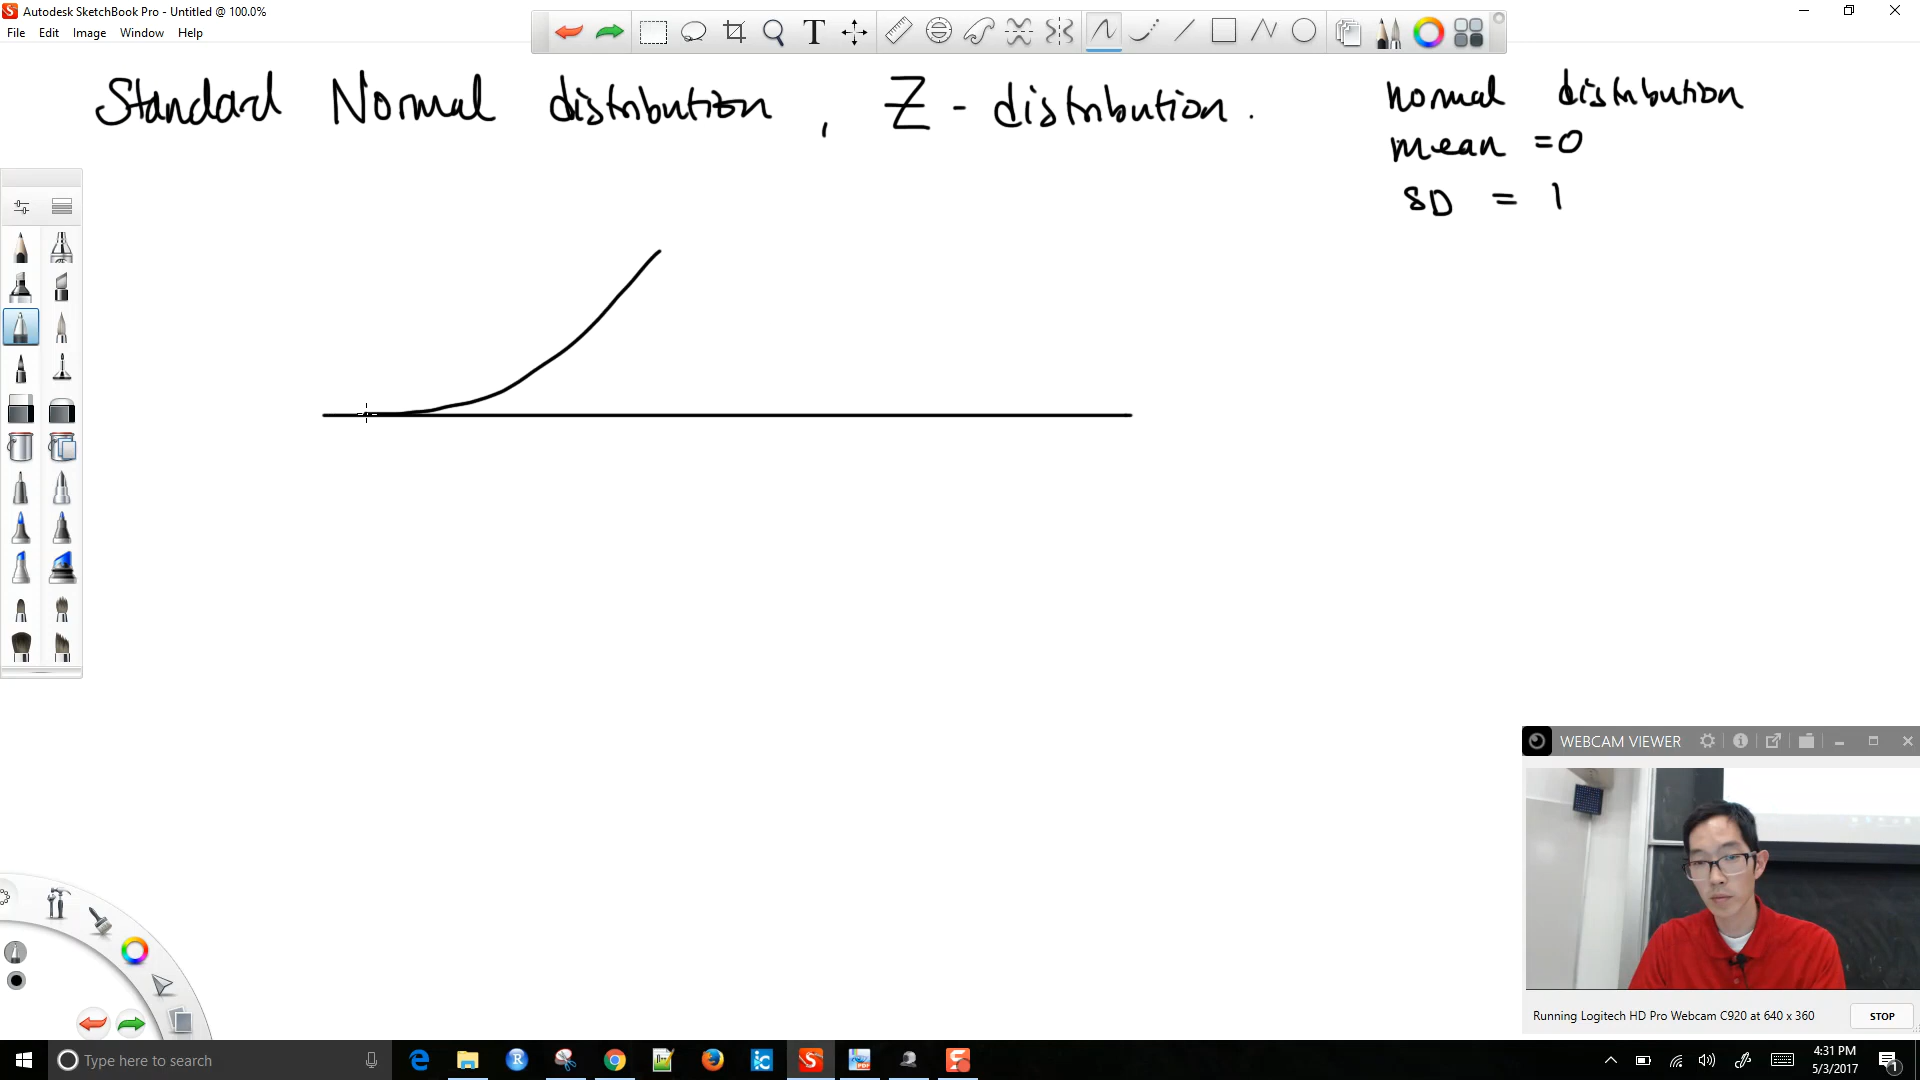 Autodesk SketchBook Pro - Untitled @ 100.0%
File Edit Image Window Help
Standard Normal distribution , Z - distribution .
normal distribution
mean = 0
SD = 1
WEBCAM VIEWER
Running Logitech HD Pro Webcam C920 at 640 x 360
STOP
Type here to search
4:31 PM
5/3/2017